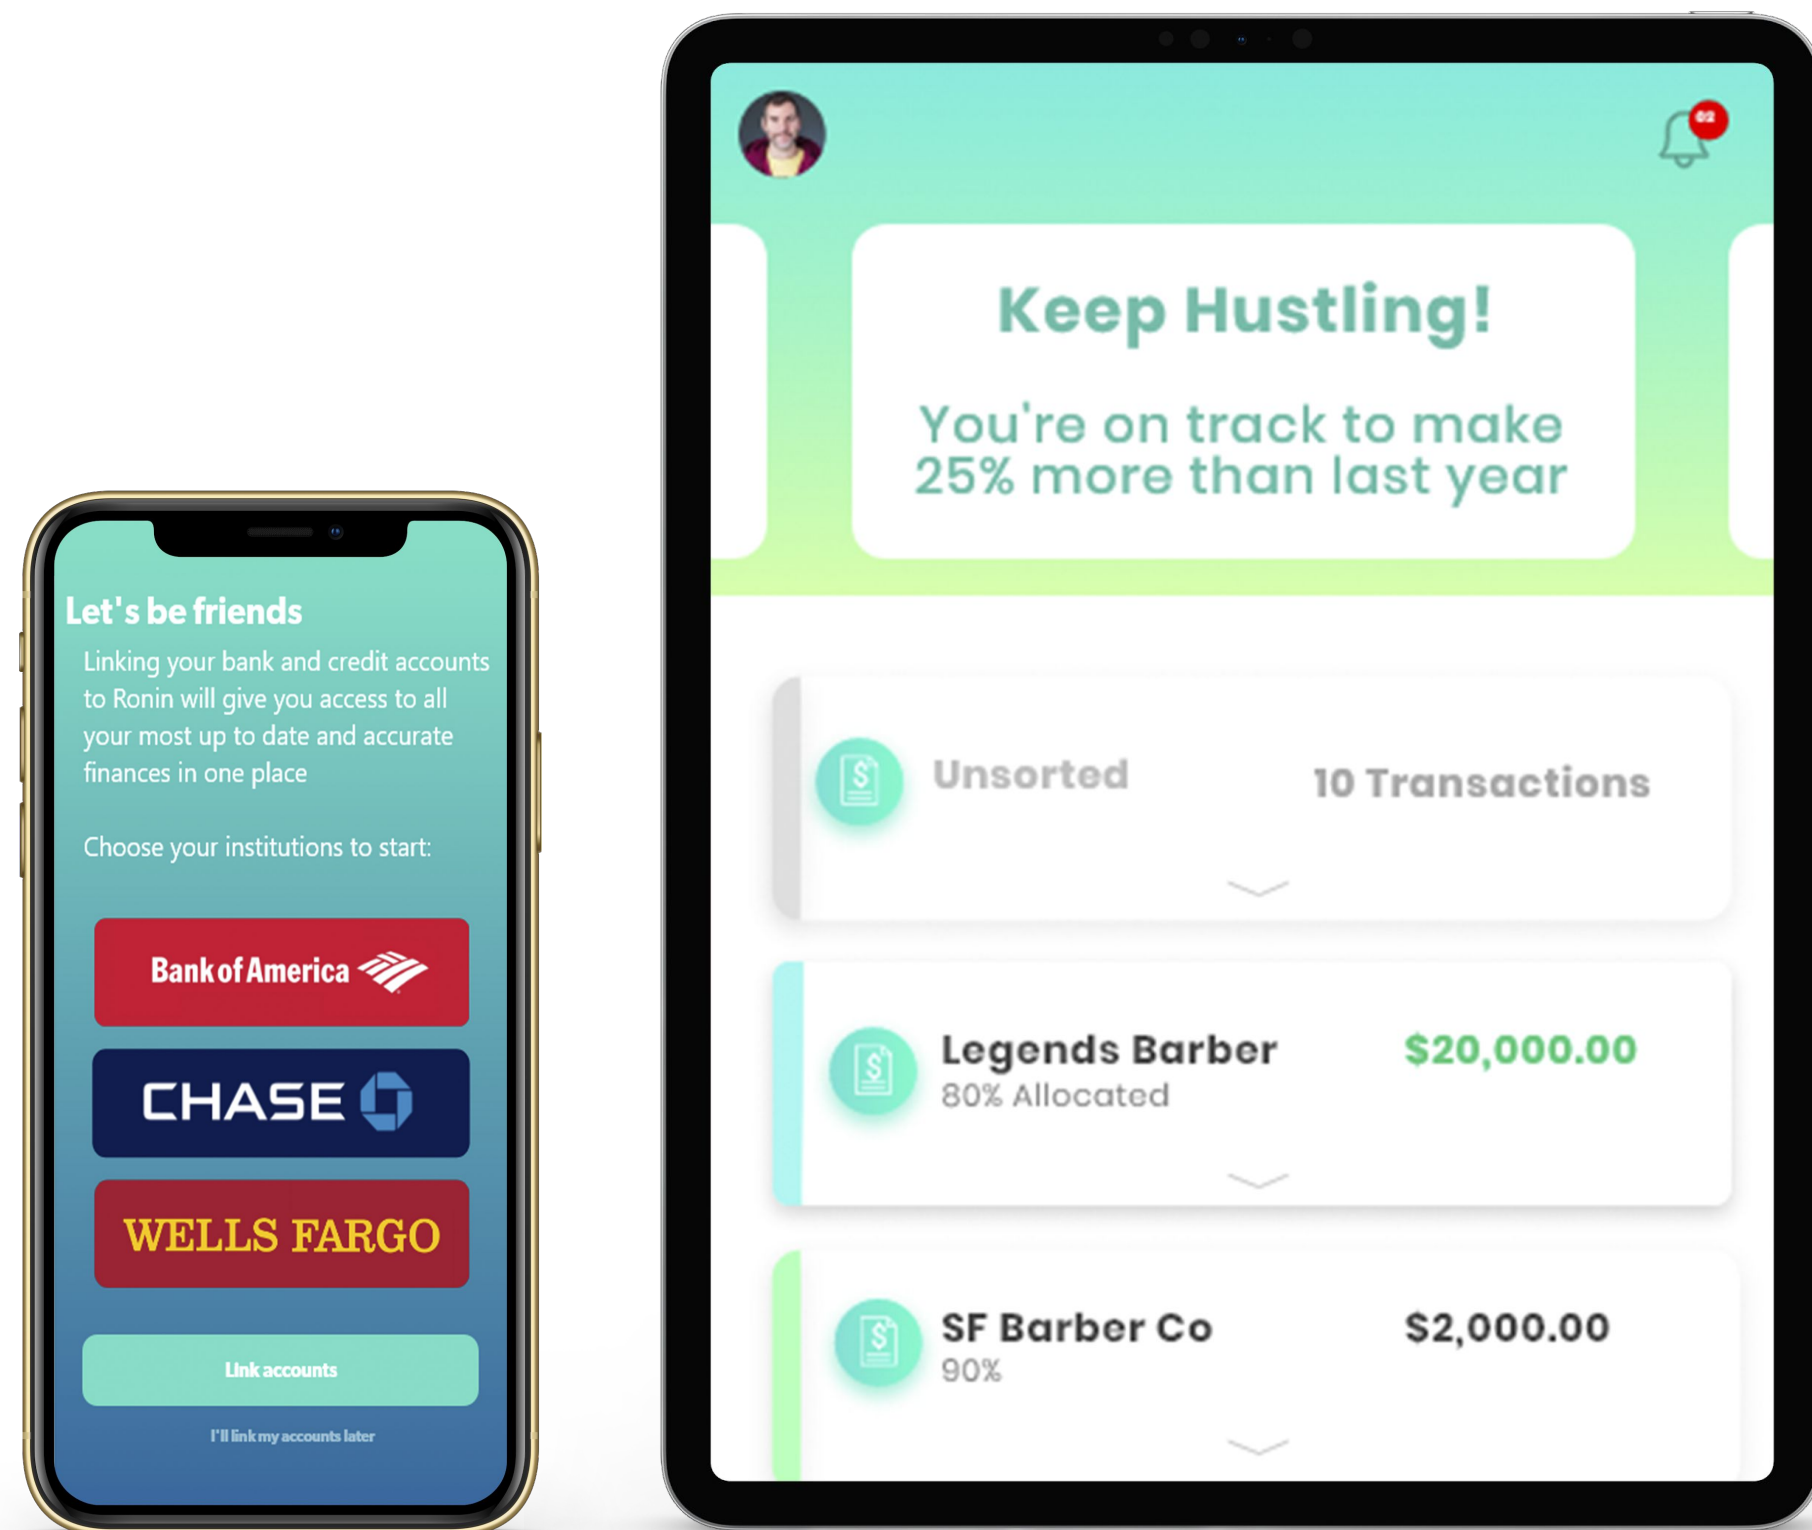 Let's be friends
Linking your bank and credit accounts
to Ronin will give you access to all
your most up to date and accurate
finances in one place
Choose your institutions to start:
Bank of America
CHASE
WELLS FARGO
Link accounts
I'll link my accounts later
02
Keep Hustling!
You're on track to make
25% more than last year
Unsorted
10 Transactions
Legends Barber
$20,000.00
80% Allocated
SF Barber Co
$2,000.00
90%